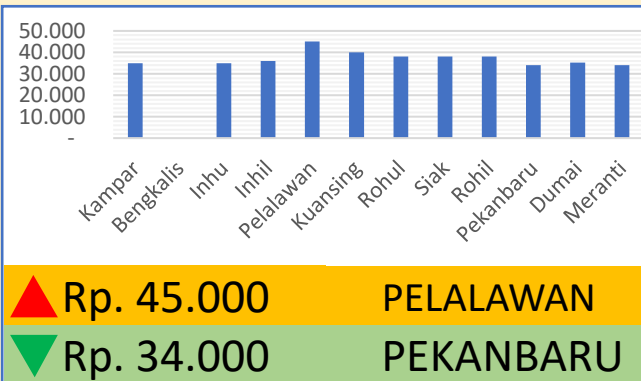 50.000
40.000
30.000
20.000
10.000
-
Kampar
Bengkalis
Inhu
Inhil
Pelalawan
Kuansing
Rohul
Siak
Rohil
Pekanbaru
Dumai
Meranti
Rp. 45.000 PELALAWAN
Rp. 34.000 PEKANBARU